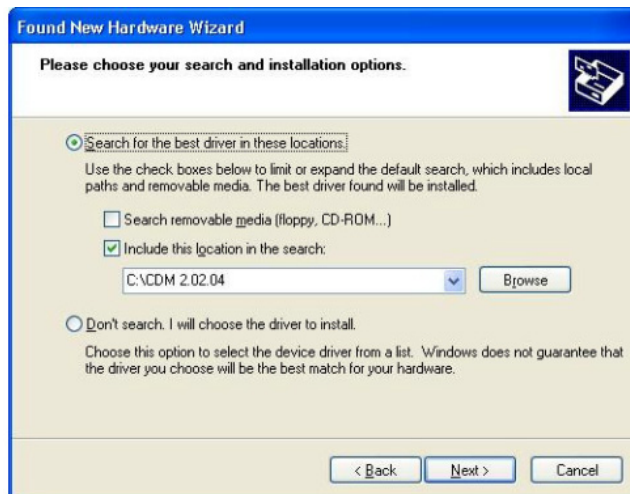 Found New Hardware Wizard
Please choose your search and installation options.
Search for the best driver in these locations.
Use the check boxes below to limit or expand the default search, which includes local
paths and removable media. The best driver found will be installed.
Search removable media (floppy, CD-ROM...)
Include this location in the search:
C:\CDM 2.02.04
Browse
Don't search. I will choose the driver to install.
Choose this option to select the device driver from a list.  Windows does not guarantee that
the driver you choose will be the best match for your hardware.
< Back
Next >
Cancel